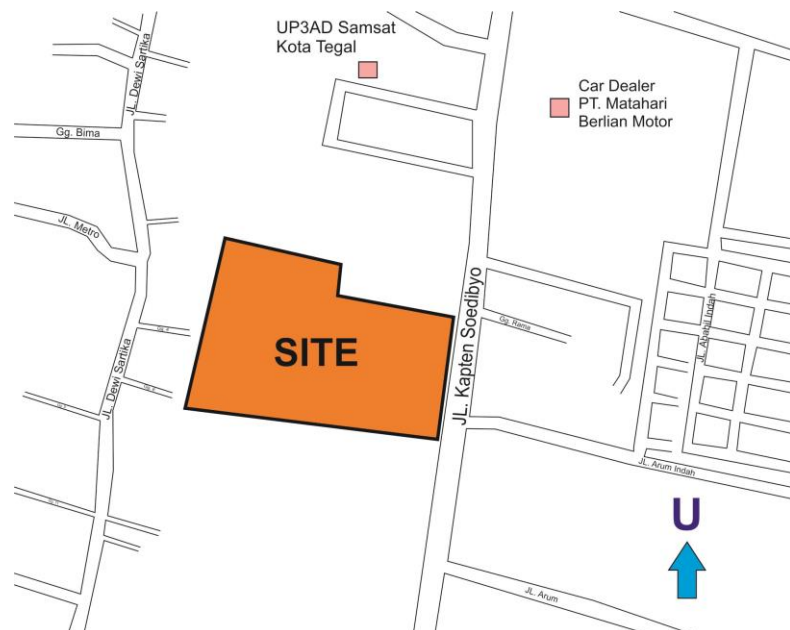 UP3AD Samsat
Kota Tegal
JL. Dewi Sartika
Car Dealer
PT. Matahari
Berlian Motor
Gg. Bima
JL. Metro
JL. Kapten Soedibyo
Gg. Rama
JL. Ababil Indah
SITE
JL. Dewi Sartika
JL. Arum Indah
U
JL. Arum